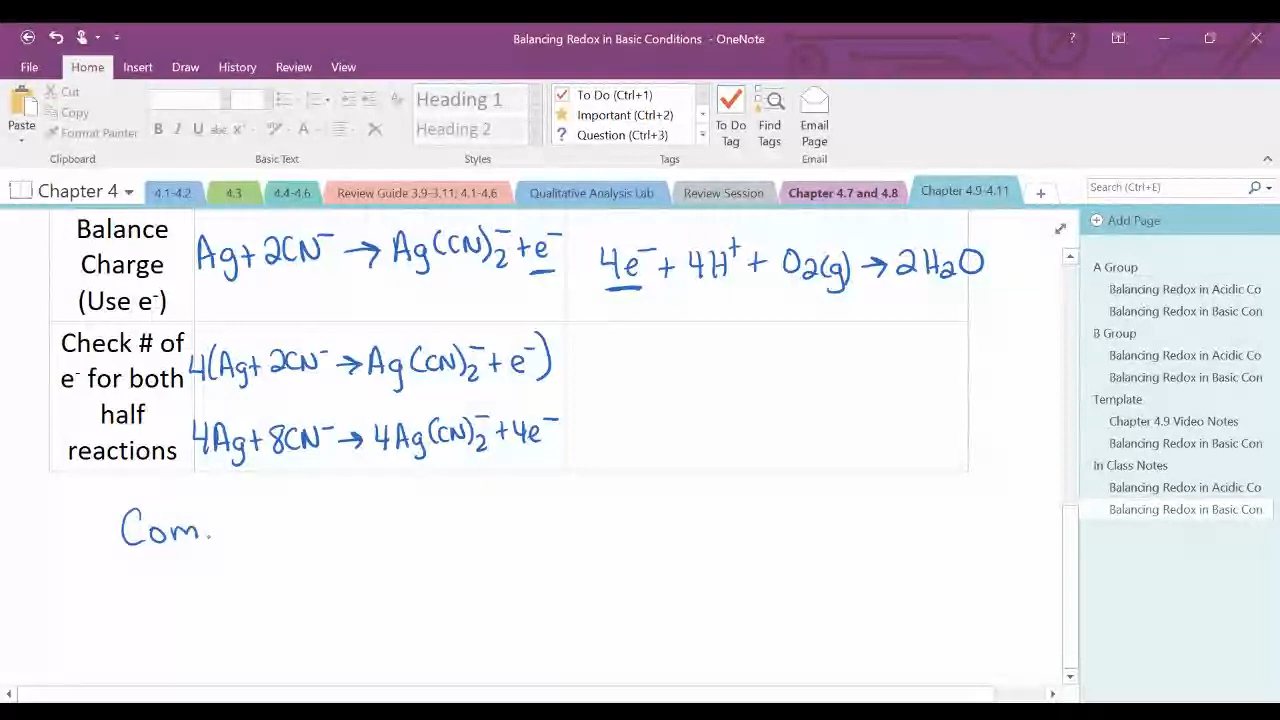 Balancing Redox in Basic Conditions - OneNote
File Home Insert Draw History Review View
Paste
Cut
Copy
Format Painter
Clipboard
B I U abc x² A
Basic Text
Heading 1
Heading 2
Styles
To Do (Ctrl+1)
Important (Ctrl+2)
Question (Ctrl+3)
Tags
To Do Tag
Find Tags
Email Page
Email
Chapter 4
4.1-4.2 4.3 4.4-4.6 Review Guide 3.9-3.11; 4.1-4.6 Qualitative Analysis Lab Review Session Chapter 4.7 and 4.8 Chapter 4.9-4.11
Search (Ctrl+E)
Balance
Charge
(Use e⁻)
Ag + 2CN⁻ → Ag(CN)₂⁻ + e⁻
4e⁻ + 4H⁺ + O₂(g) → 2H₂O
Check # of
e⁻ for both
half
reactions
4(Ag + 2CN⁻ → Ag(CN)₂⁻ + e⁻)
4Ag + 8CN⁻ → 4Ag(CN)₂⁻ + 4e⁻
Com
Add Page
A Group
Balancing Redox in Acidic Co
Balancing Redox in Basic Con
B Group
Balancing Redox in Acidic Co
Balancing Redox in Basic Con
Template
Chapter 4.9 Video Notes
Balancing Redox in Basic Con
In Class Notes
Balancing Redox in Acidic Co
Balancing Redox in Basic Con